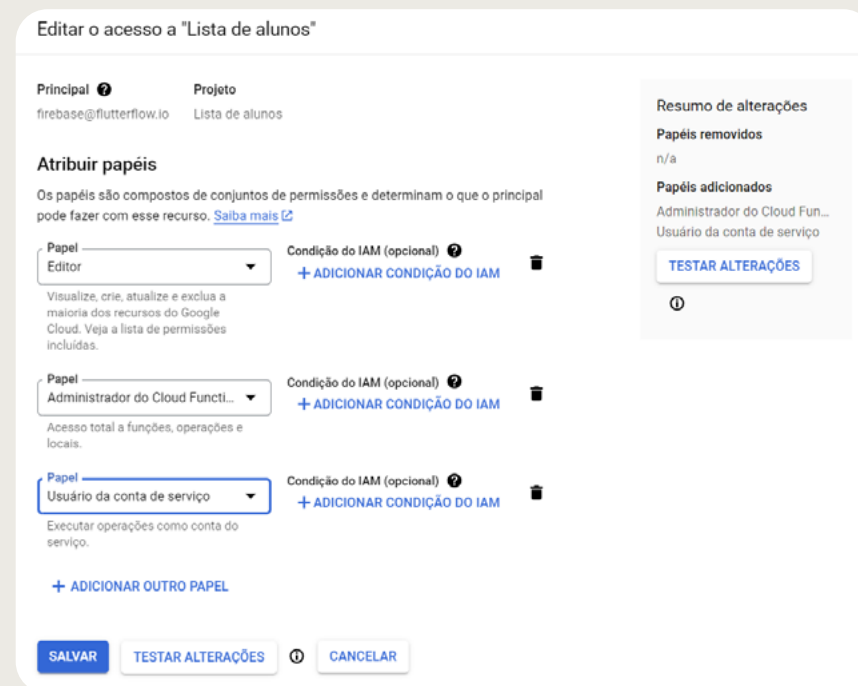 Editar o acesso a "Lista de alunos"
Principal
Projeto
firebase@flutterflow.io
Lista de alunos
Atribuir papéis
Os papéis são compostos de conjuntos de permissões e determinam o que o principal
pode fazer com esse recurso. Saiba mais
Papel
Editor
Condição do IAM (opcional)
+ ADICIONAR CONDIÇÃO DO IAM
Visualize, crie, atualize e exclua a
maioria dos recursos do Google
Cloud. Veja a lista de permissões
incluídas.
Papel
Administrador do Cloud Functi...
Condição do IAM (opcional)
+ ADICIONAR CONDIÇÃO DO IAM
Acesso total a funções, operações e
locais.
Papel
Usuário da conta de serviço
Condição do IAM (opcional)
+ ADICIONAR CONDIÇÃO DO IAM
Executar operações como conta do
serviço.
+ ADICIONAR OUTRO PAPEL
SALVAR
TESTAR ALTERAÇÕES
CANCELAR
Resumo de alterações
Papéis removidos
n/a
Papéis adicionados
Administrador do Cloud Fun...
Usuário da conta de serviço
TESTAR ALTERAÇÕES